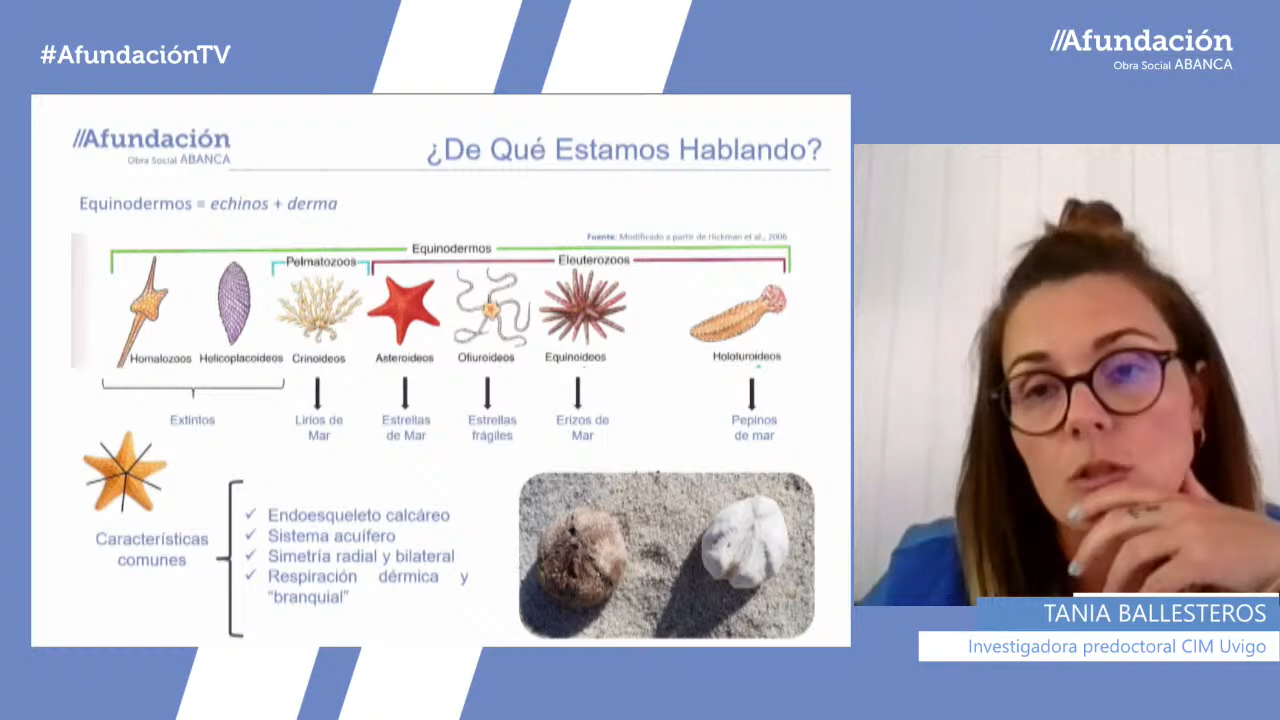 #AfundaciónTV
//Afundación
Obra Social ABANCA
//Afundación
Obra Social ABANCA
¿De Qué Estamos Hablando?
Equinodermos = echinos + derma
Fuente: Modificado a partir de Hickman et al., 2006
Equinodermos
Pelmatozoos
Eleuterozoos
Homalozoos Helicoplacoideos Crinoideos Asteroideos Ofiuroideos Equinoideos Holoturoideos
Extintos
Lirios de Mar
Estrellas de Mar
Estrellas frágiles
Erizos de Mar
Pepinos de mar
Características
comunes
✓ Endoesqueleto calcáreo
✓ Sistema acuífero
✓ Simetría radial y bilateral
✓ Respiración dérmica y
"branquial"
TANIA BALLESTEROS
Investigadora predoctoral CIM Uvigo